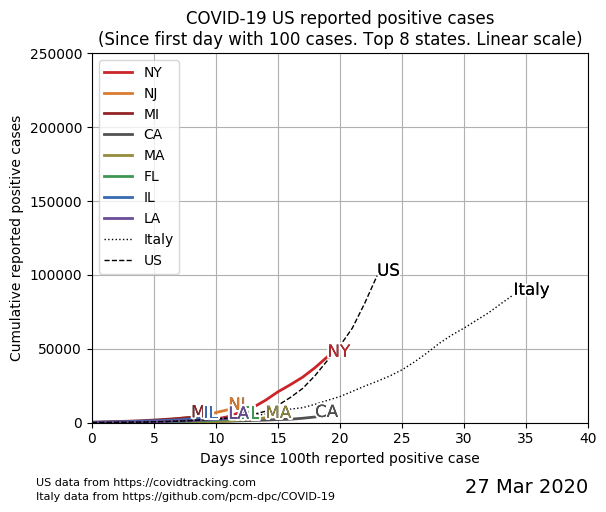 COVID-19 US reported positive cases
(Since first day with 100 cases. Top 8 states. Linear scale)
250000
200000
150000
100000
50000
0
Cumulative reported positive cases
NY
NJ
MI
CA
MA
FL
IL
LA
Italy
US
US
Italy
NY
IL
LA
MA
CA
0 5 10 15 20 25 30 35 40
Days since 100th reported positive case
US data from https://covidtracking.com
Italy data from https://github.com/pcm-dpc/COVID-19
27 Mar 2020